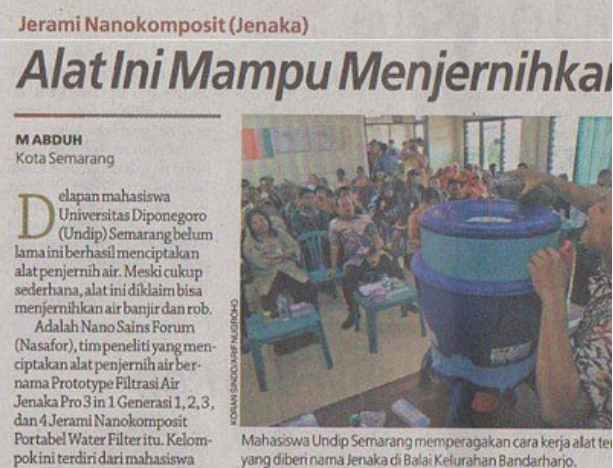 Jerami Nanokomposit (Jenaka)
Alat Ini Mampu Menjernihka
M ABDUH
Kota Semarang
Delapan mahasiswa
Universitas Diponegoro
(Undip) Semarang belum
lama ini berhasil menciptakan
alat penjernih air. Meski cukup
sederhana, alat ini diklaim bisa
menjernihkan air banjir dan rob.
Adalah Nano Sains Forum
(Nasafor), tim peneliti yang men-
ciptakan alat penjernih air ber-
nama Prototype Filtrasi Air
Jenaka Pro 3 in 1 Generasi 1, 2, 3,
dan 4 Jerami Nanokomposit
Portabel Water Filter itu. Kelom-
pok ini terdiri dari mahasiswa
KORAN SINDO/ARIF NUGROHO
Mahasiswa Undip Semarang memperagakan cara kerja alat te
yang diberi nama Jenaka di Balai Kelurahan Bandarharjo.